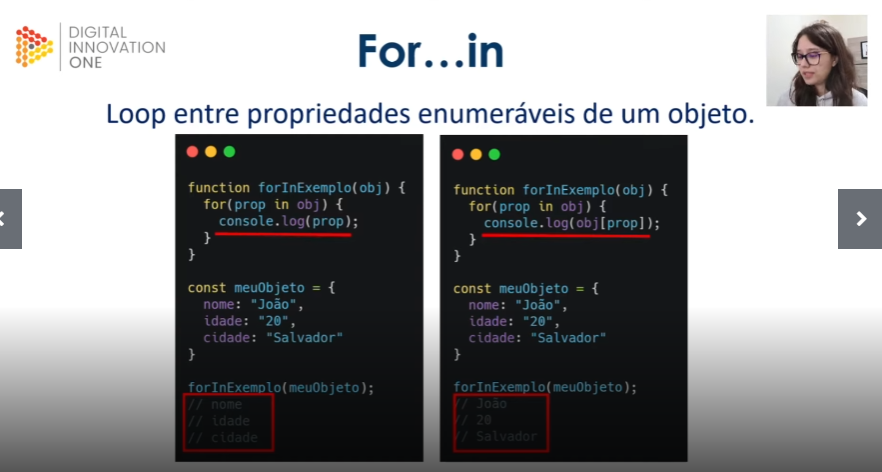 DIGITAL
INNOVATION
ONE
For...in
Loop entre propriedades enumeráveis de um objeto.
function forInExemplo(obj) {
for(prop in obj) {
console.log(prop);
}
}
const meuObjeto = {
nome: "João",
idade: "20",
cidade: "Salvador"
}
forInExemplo(meuObjeto);
// nome
// idade
// cidade
function forInExemplo(obj) {
for(prop in obj) {
console.log(obj[prop]);
}
}
const meuObjeto = {
nome: "João",
idade: "20",
cidade: "Salvador"
}
forInExemplo(meuObjeto);
// João
// 20
// Salvador